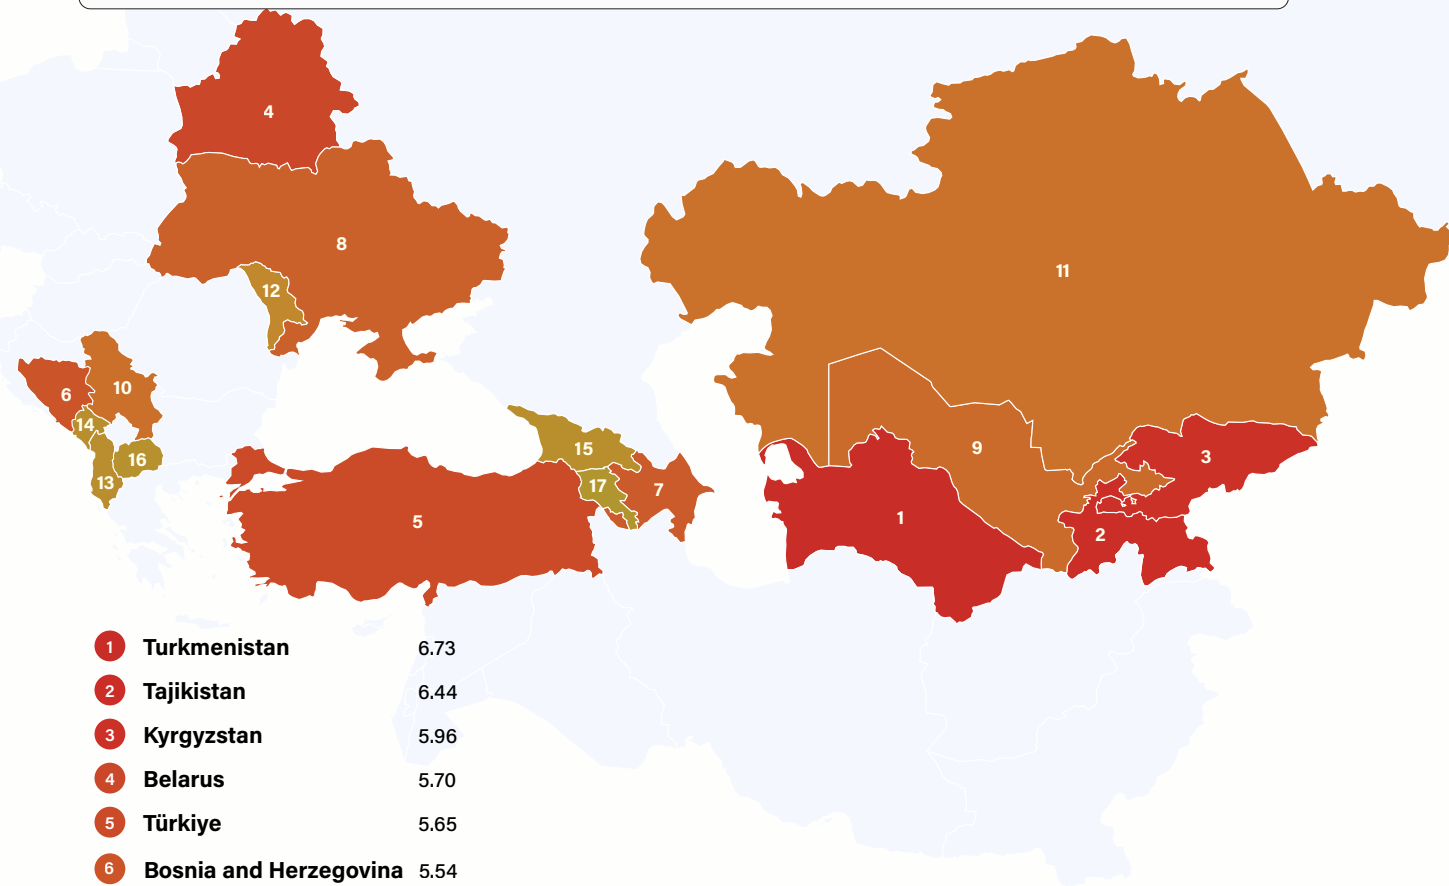 4
8
11
12
10
6
14
9
15
3
16
13
17
7
5
1
2
1 Turkmenistan 6.73
2 Tajikistan 6.44
3 Kyrgyzstan 5.96
4 Belarus 5.70
5 Türkiye 5.65
6 Bosnia and Herzegovina 5.54